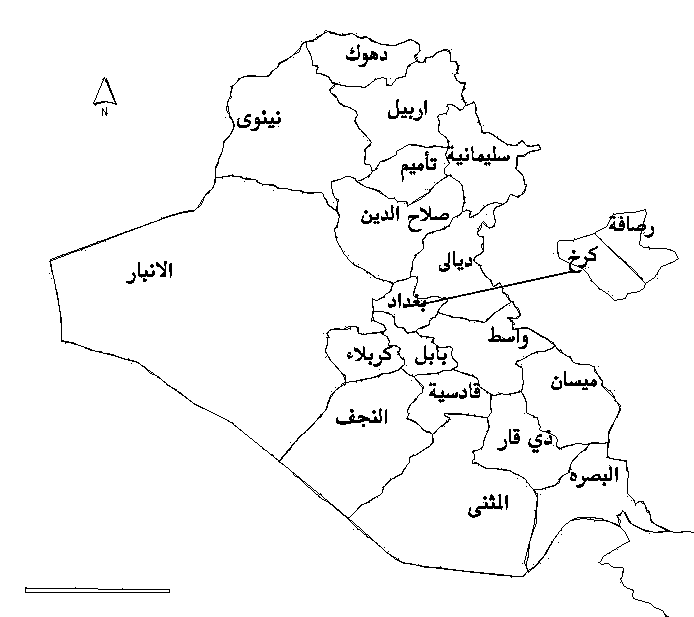 دهوك
اربيل
نينوى
سليمانية
تأميم
صلاح الدين
رصافة
كرخ
ديالى
الانبار
بغداد
واسط
بابل
كربلاء
ميسان
قادسية
النجف
ذي قار
البصره
المثنى
N